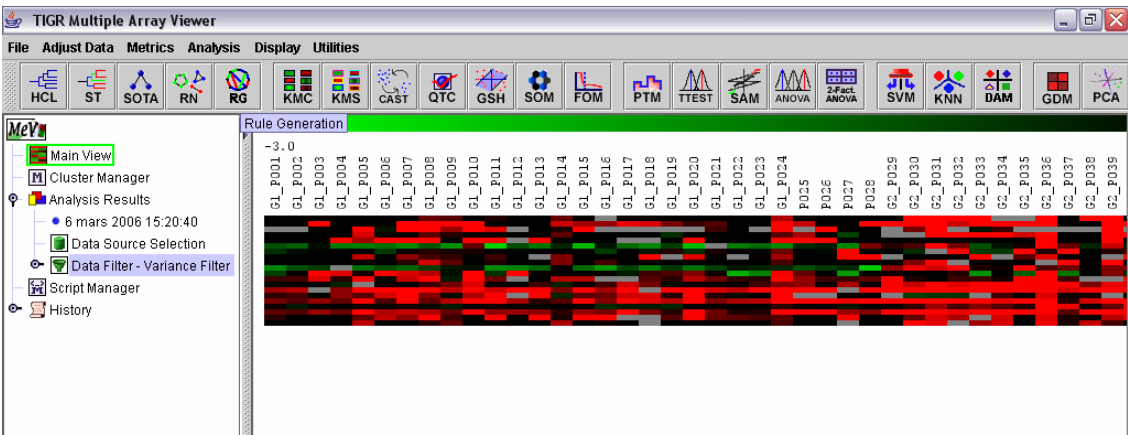 TIGR Multiple Array Viewer
File Adjust Data Metrics Analysis Display Utilities
HCL ST SOTA RN RG KMC KMS CAST QTC GSH SOM FOM PTM TTEST SAM ANOVA 2-Fact. ANOVA SVM KNN DAM GDM PCA
MeV
Rule Generation
Main View
Cluster Manager
Analysis Results
6 mars 2006 15:20:40
Data Source Selection
Data Filter - Variance Filter
Script Manager
History
-3.0
G1_P001 G1_P002 G1_P003 G1_P004 G1_P005 G1_P006 G1_P007 G1_P008 G1_P009 G1_P010 G1_P011 G1_P012 G1_P013 G1_P014 G1_P015 G1_P016 G1_P017 G1_P018 G1_P019 G1_P020 G1_P021 G1_P022 G1_P023 G1_P024 P025 P026 P027 P028 G2_P029 G2_P030 G2_P031 G2_P032 G2_P033 G2_P034 G2_P035 G2_P036 G2_P037 G2_P038 G2_P039